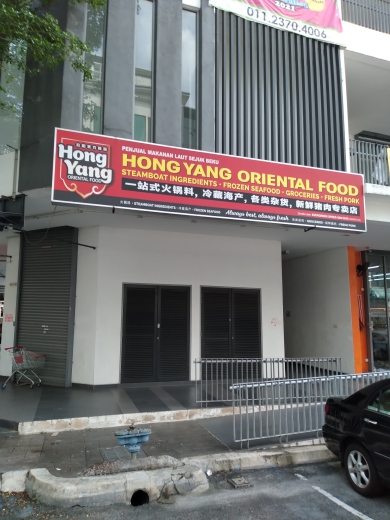 2021
011.2370.4006
Hong
Yang
ORIENTAL FOODS
PENJUAL MAKANAN LAUT SEJUK BEKU
HONG YANG ORIENTAL FOOD
STEAMBOAT INGREDIENTS • FROZEN SEAFOOD • GROCERIES • FRESH PORK
一站式火锅料，冷藏海产，各类杂货，新鲜猪肉专卖店
Always best, always fresh